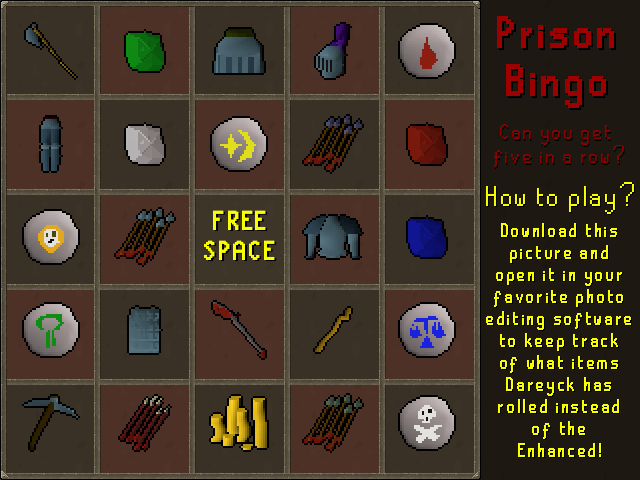 Prison
Bingo
Can you get
five in a row?
How to play?
Download this
picture and
open it in your
favorite photo
editing software
to keep track
of what items
Dareyck has
rolled instead
of the
Enhanced!
FREE
SPACE